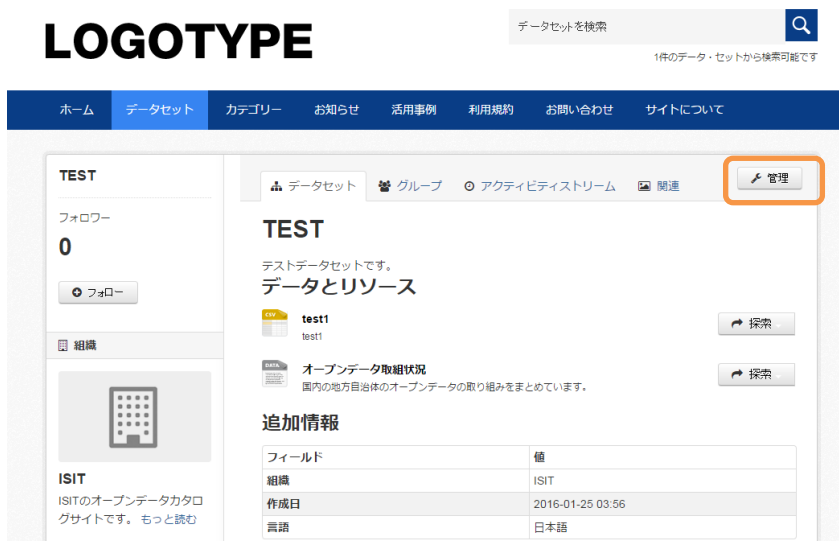 LOGOTYPE
データセットを検索
1件のデータ・セットから検索可能です
ホーム データセット カテゴリー お知らせ 活用事例 利用規約 お問い合わせ サイトについて
TEST
フォロワー
0
フォロー
組織
ISIT
ISITのオープンデータカタロ
グサイトです。 もっと読む
データセット グループ アクティビティストリーム 関連
管理
TEST
テストデータセットです。
データとリソース
CSV
test1
test1
探索
DATA
オープンデータ取組状況
国内の地方自治体のオープンデータの取り組みをまとめています。
探索
追加情報
フィールド 値
組織 ISIT
作成日 2016-01-25 03:56
言語 日本語